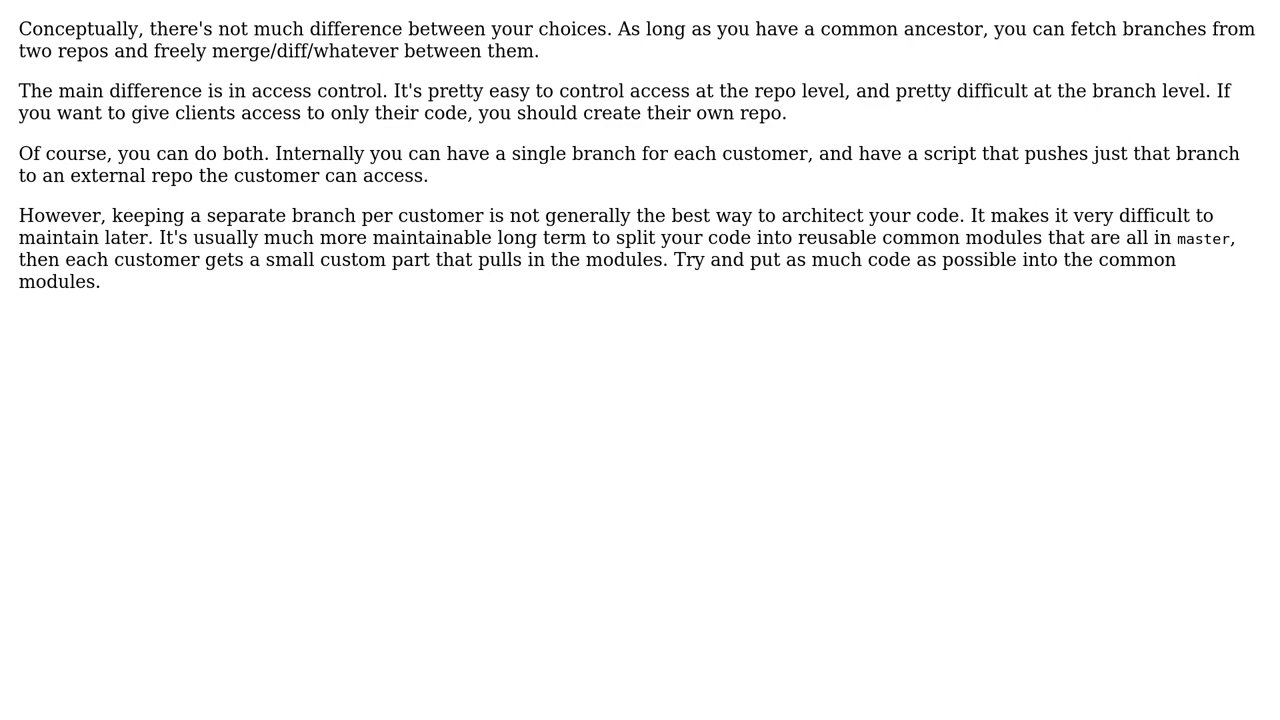 Conceptually, there's not much difference between your choices. As long as you have a common ancestor, you can fetch branches from
two repos and freely merge/diff/whatever between them.
The main difference is in access control. It's pretty easy to control access at the repo level, and pretty difficult at the branch level. If
you want to give clients access to only their code, you should create their own repo.
Of course, you can do both. Internally you can have a single branch for each customer, and have a script that pushes just that branch
to an external repo the customer can access.
However, keeping a separate branch per customer is not generally the best way to architect your code. It makes it very difficult to
maintain later. It's usually much more maintainable long term to split your code into reusable common modules that are all in master,
then each customer gets a small custom part that pulls in the modules. Try and put as much code as possible into the common
modules.